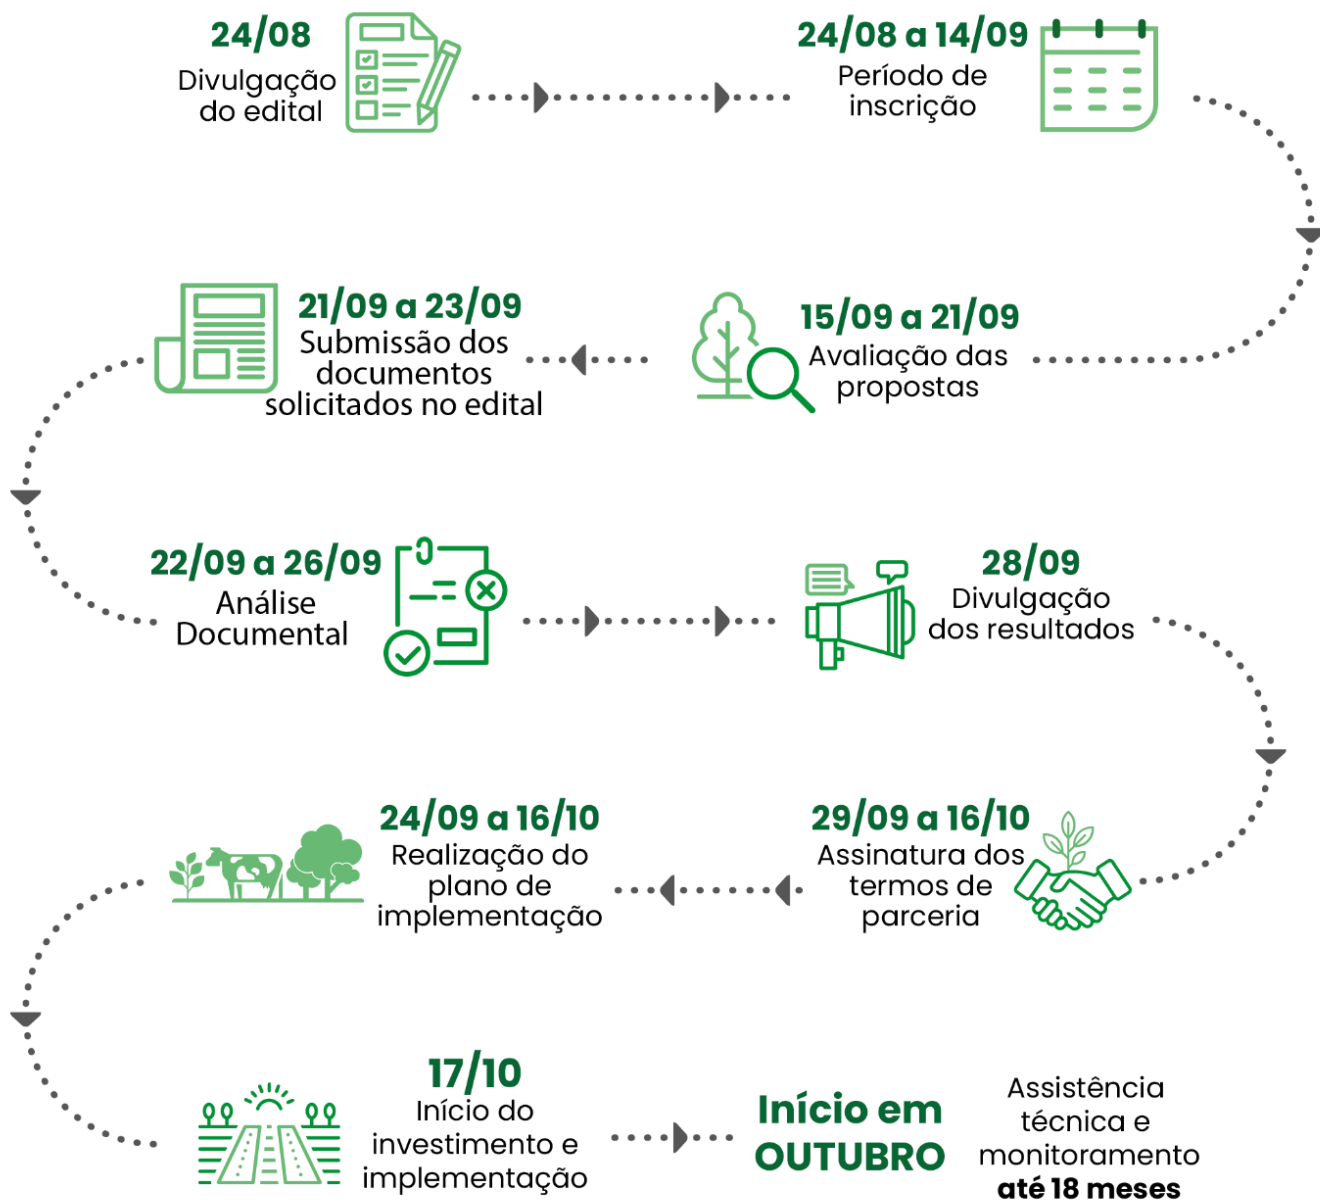 24/08
Divulgação
do edital
24/08 a 14/09
Período de
inscrição
15/09 a 21/09
Avaliação das
propostas
21/09 a 23/09
Submissão dos
documentos
solicitados no edital
22/09 a 26/09
Análise
Documental
28/09
Divulgação
dos resultados
29/09 a 16/10
Assinatura dos
termos de
parceria
24/09 a 16/10
Realização do
plano de
implementação
17/10
Início do
investimento e
implementação
Início em
OUTUBRO
Assistência
técnica e
monitoramento
até 18 meses